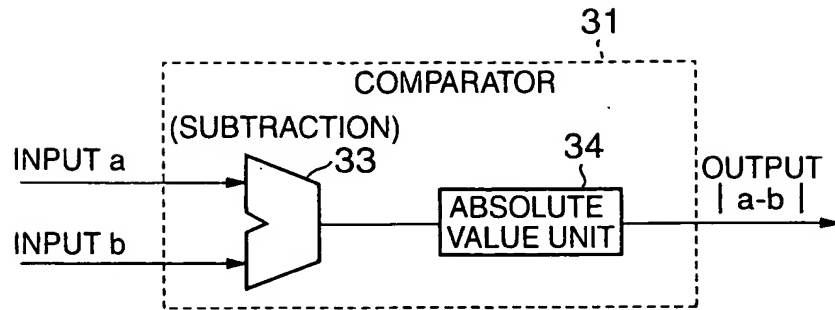 31
COMPARATOR
(SUBTRACTION)
INPUT a
33
34
OUTPUT
| a-b |
ABSOLUTE
VALUE UNIT
INPUT b